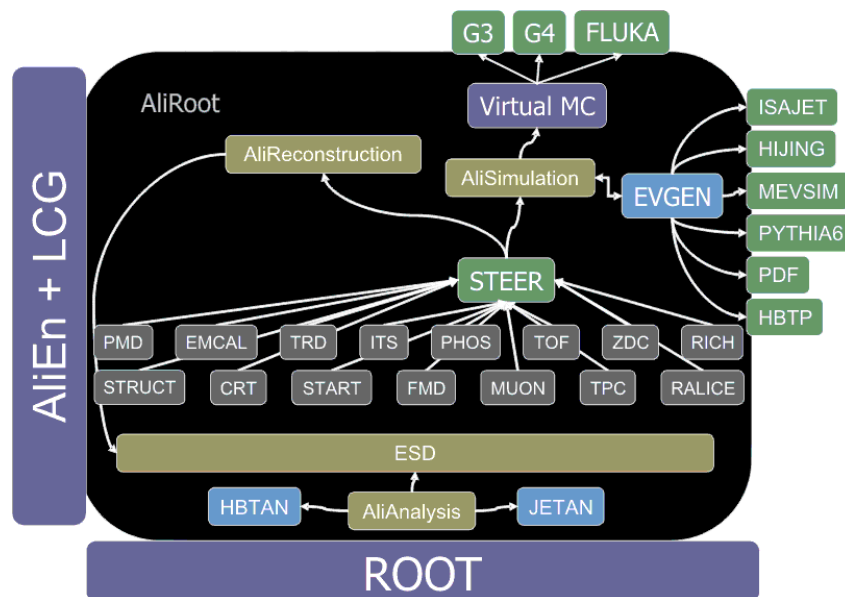 G3 G4 FLUKA
AliRoot
Virtual MC
ISAJET
AliReconstruction
HIJING
AliSimulation
EVGEN
MEVSIM
PYTHIA6
STEER
PDF
HBTP
PMD EMCAL TRD ITS PHOS TOF ZDC RICH
STRUCT CRT START FMD MUON TPC RALICE
ESD
HBTAN AliAnalysis JETAN
AliEn + LCG
ROOT